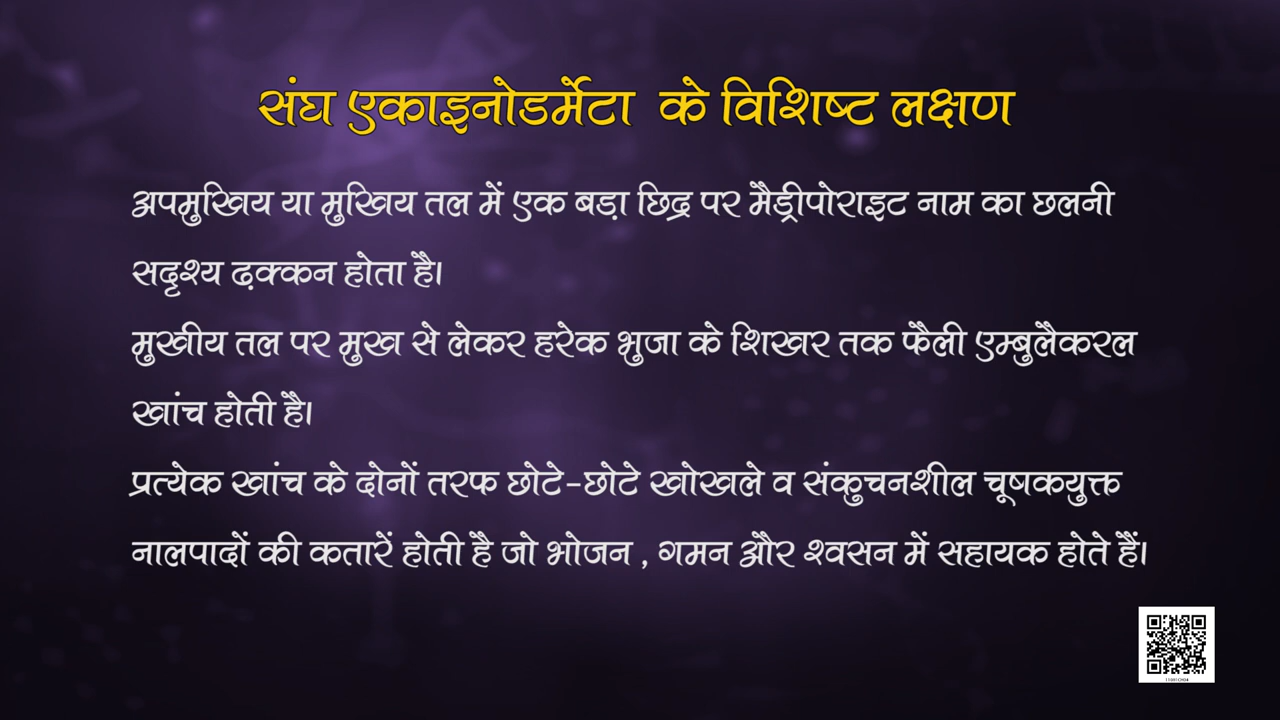 संघ एकाइनोडर्मेटा के विशिष्ट लक्षण
अपमुखिय या मुखिय तल में एक बड़ा छिद्र पर मैड्रीपोराइट नाम का छलनी
सदृश्य ढ़क्कन होता है।
मुखीय तल पर मुख से लेकर हरेक भुजा के शिखर तक फैली एम्बुलैकरल
खांच होती है।
प्रत्येक खांच के दोनों तरफ छोटे-छोटे खोखले व संकुचनशील चूषकयुक्त
नालपादों की कतारें होती है जो भोजन , गमन और श्वसन में सहायक होते हैं।